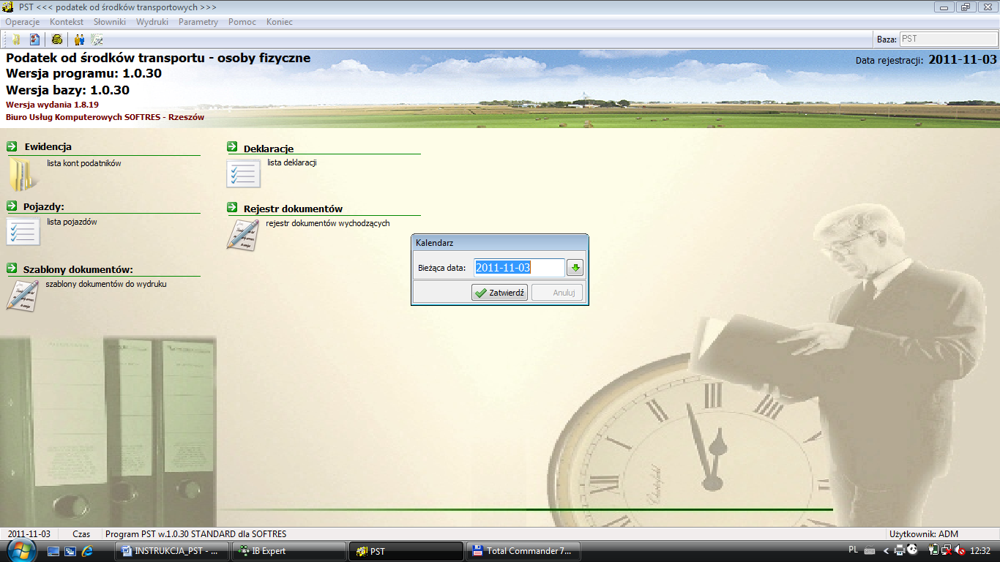 PST <<< podatek od środków transportowych >>>
Operacje Kontekst Słowniki Wydruki Parametry Pomoc Koniec
Baza: PST
Podatek od środków transportu - osoby fizyczne
Data rejestracji: 2011-11-03
Wersja programu: 1.0.30
Wersja bazy: 1.0.30
Wersja wydania 1.8.19
Biuro Usług Komputerowych SOFTRES - Rzeszów
Ewidencja
lista kont podatników
Deklaracje
lista deklaracji
Pojazdy:
lista pojazdów
Rejestr dokumentów
rejestr dokumentów wychodzących
Szablony dokumentów:
szablony dokumentów do wydruku
Kalendarz
Bieżąca data: 2011-11-03
Zatwierdź Anuluj
2011-11-03 Czas Program PST w.1.0.30 STANDARD dla SOFTRES Użytkownik: ADM
INSTRUKCJA_PST - ... IB Expert PST Total Commander 7... PL 12:32